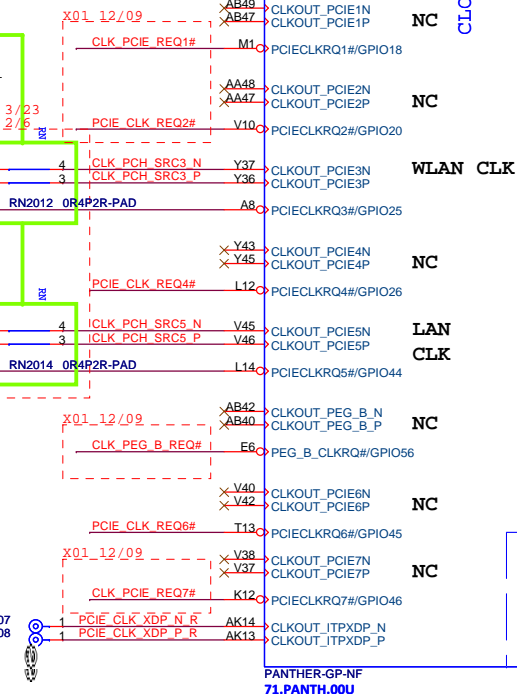 AB49 CLKOUT_PCIE1N
X01 12/09 AB47 CLKOUT_PCIE1P NC
CLK_PCIE_REQ1# M1 PCIECLKRQ1#/GPIO18
AA48 CLKOUT_PCIE2N
AA47 CLKOUT_PCIE2P NC
3/23
2/6 PCIE_CLK_REQ2# V10 PCIECLKRQ2#/GPIO20
RN
4 CLK_PCH_SRC3_N Y37 CLKOUT_PCIE3N WLAN CLK
3 CLK_PCH_SRC3_P Y36 CLKOUT_PCIE3P
RN2012 0R4P2R-PAD A8 PCIECLKRQ3#/GPIO25
Y43 CLKOUT_PCIE4N
Y45 CLKOUT_PCIE4P NC
RN PCIE_CLK_REQ4# L12 PCIECLKRQ4#/GPIO26
4 CLK_PCH_SRC5_N V45 CLKOUT_PCIE5N LAN
3 CLK_PCH_SRC5_P V46 CLKOUT_PCIE5P CLK
RN2014 0R4P2R-PAD L14 PCIECLKRQ5#/GPIO44
AB42 CLKOUT_PEG_B_N
X01 12/09 AB40 CLKOUT_PEG_B_P NC
CLK_PEG_B_REQ# E6 PEG_B_CLKRQ#/GPIO56
V40 CLKOUT_PCIE6N
V42 CLKOUT_PCIE6P NC
PCIE_CLK_REQ6# T13 PCIECLKRQ6#/GPIO45
X01 12/09 V38 CLKOUT_PCIE7N
V37 CLKOUT_PCIE7P NC
CLK_PCIE_REQ7# K12 PCIECLKRQ7#/GPIO46
07 1 PCIE_CLK_XDP_N_R AK14 CLKOUT_ITPXDP_N
08 1 PCIE_CLK_XDP_P_R AK13 CLKOUT_ITPXDP_P
PANTHER-GP-NF
71.PANTH.00U